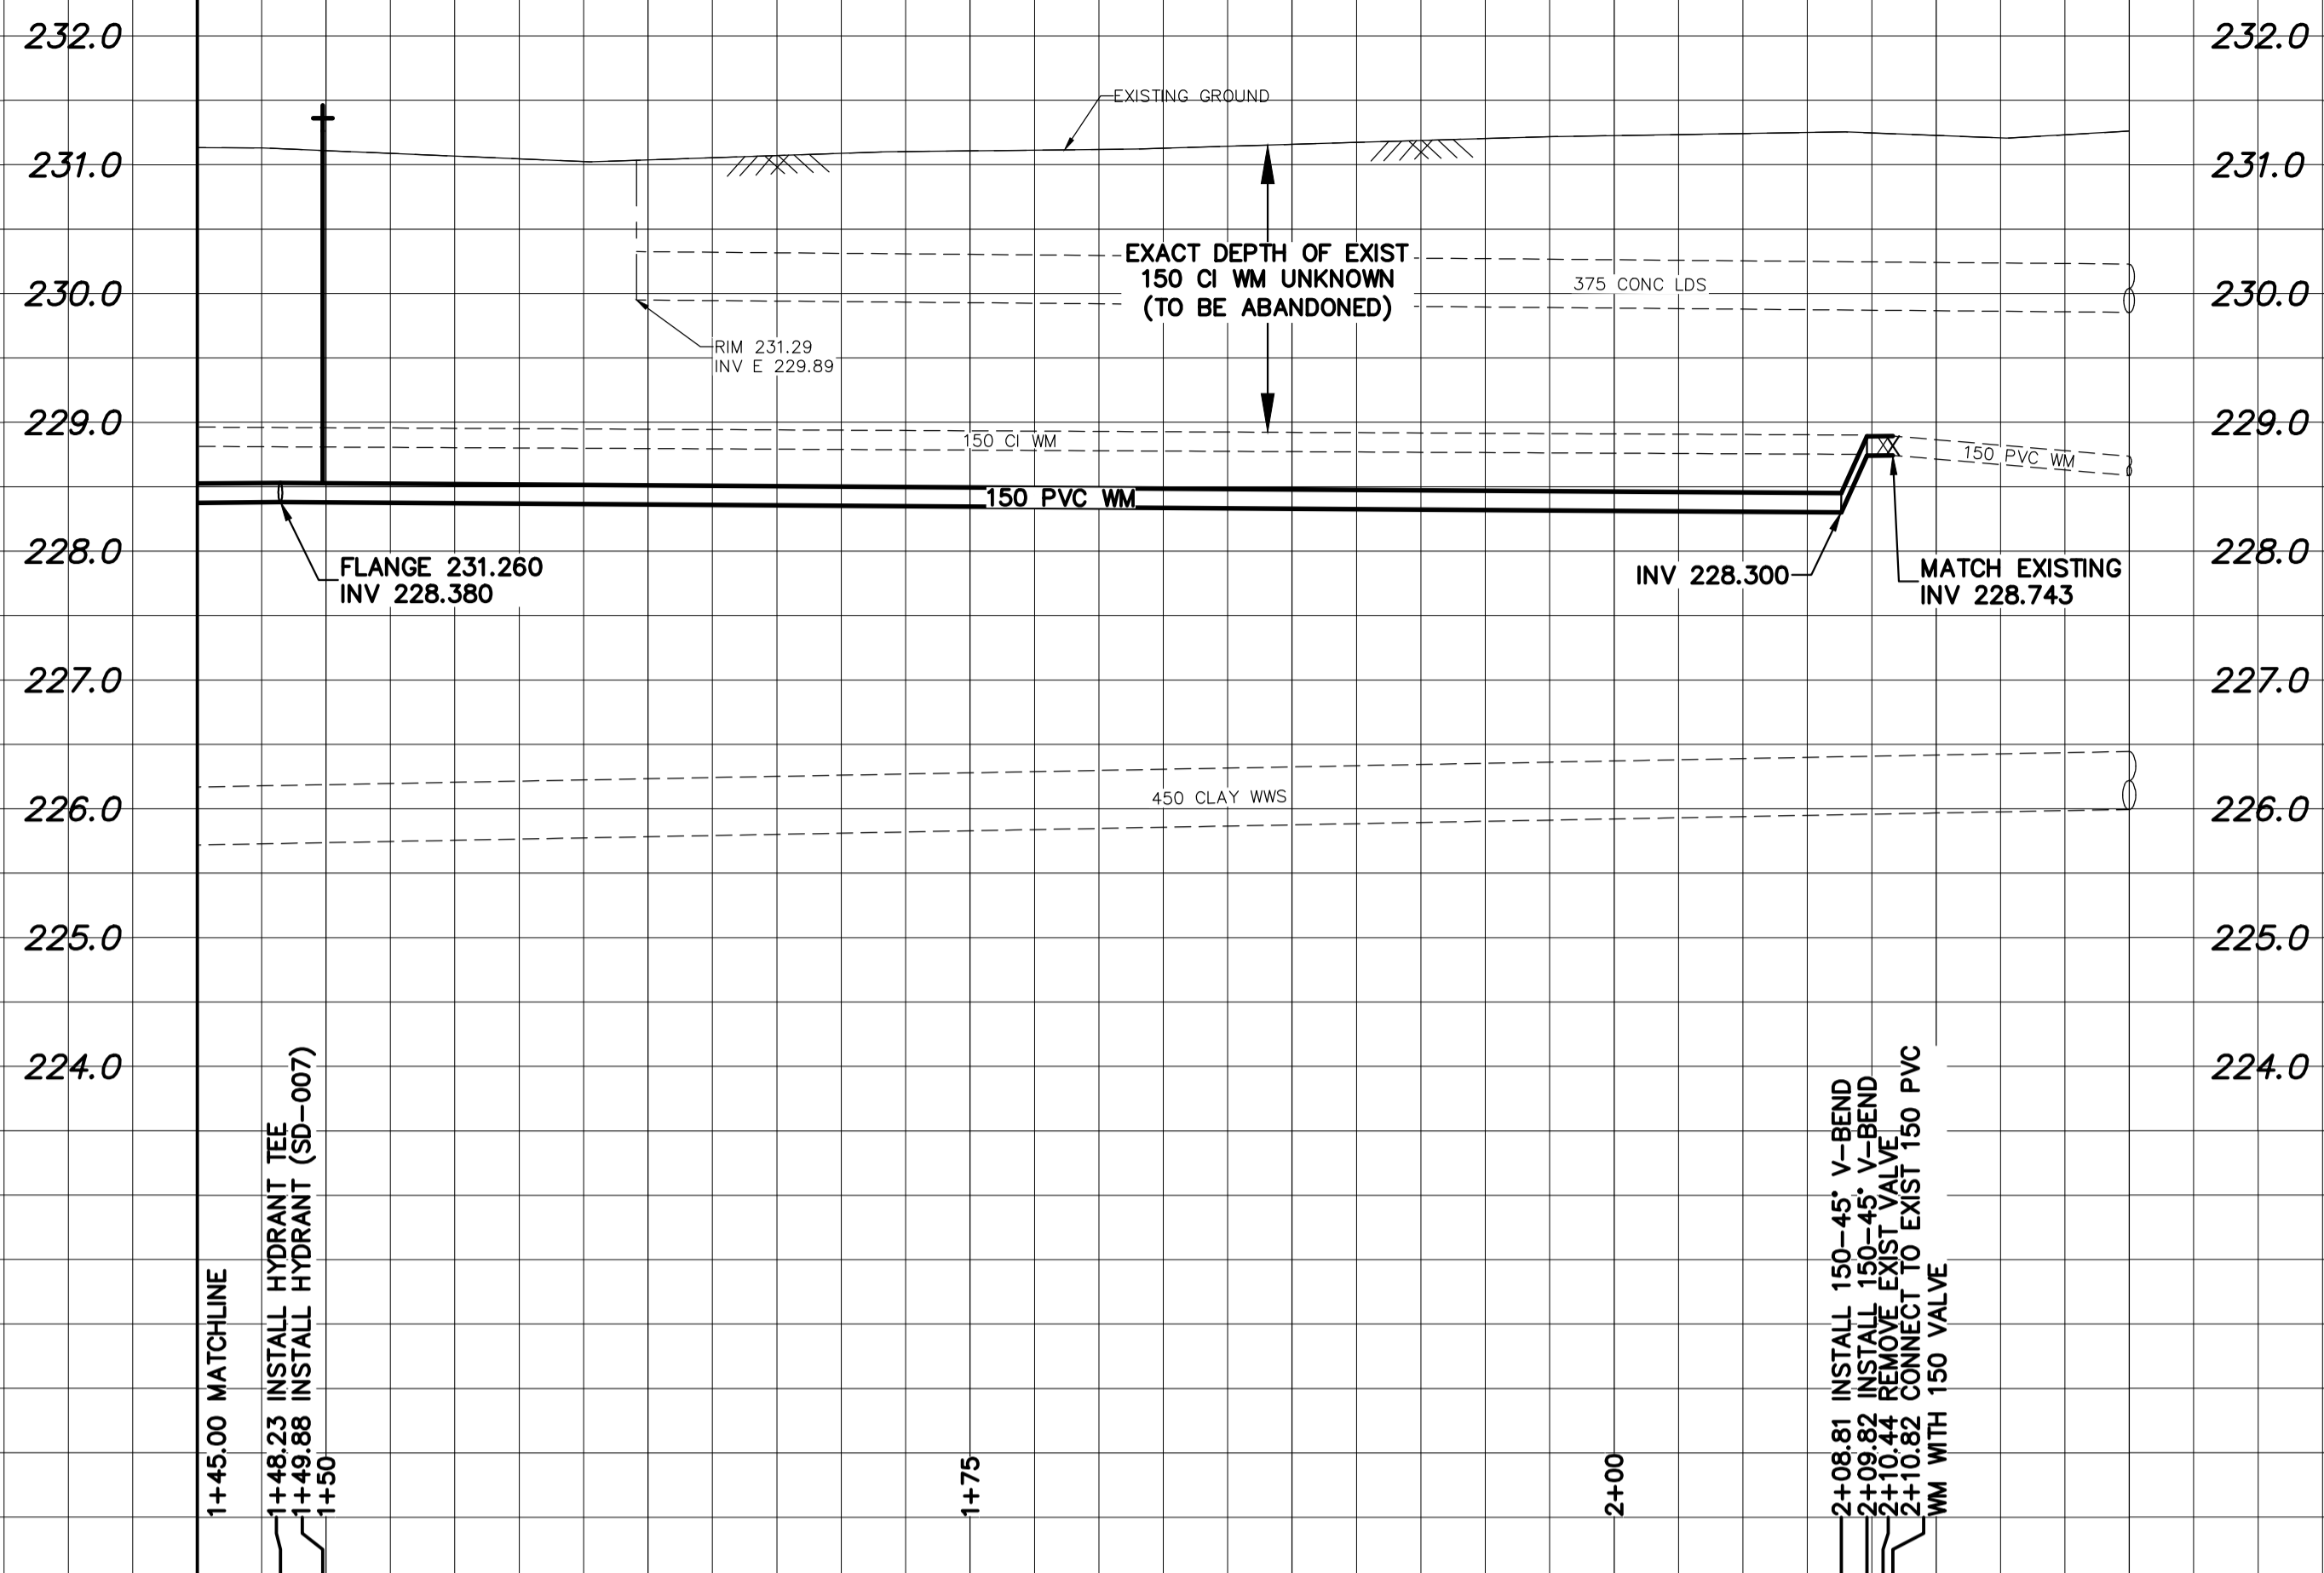 232.0
232.0
EXISTING GROUND
231.0
231.0
EXACT DEPTH OF EXIST
150 CI WM UNKNOWN
(TO BE ABANDONED)
375 CONC LDS
230.0
230.0
RIM 231.29
INV E 229.89
229.0
229.0
150 CI WM
150 PVC WM
150 PVC WM
228.0
228.0
FLANGE 231.260
INV 228.380
INV 228.300
MATCH EXISTING
INV 228.743
227.0
227.0
450 CLAY WWS
226.0
226.0
225.0
225.0
224.0
224.0
1+45.00 MATCHLINE
1+48.23 INSTALL HYDRANT TEE
1+49.88 INSTALL HYDRANT (SD-007)
1+50
1+75
2+00
2+08.81 INSTALL 150-45° V-BEND
2+09.82 INSTALL 150-45° V-BEND
2+10.44 REMOVE EXIST VALVE
2+10.82 CONNECT TO EXIST 150 PVC
WM WITH 150 VALVE